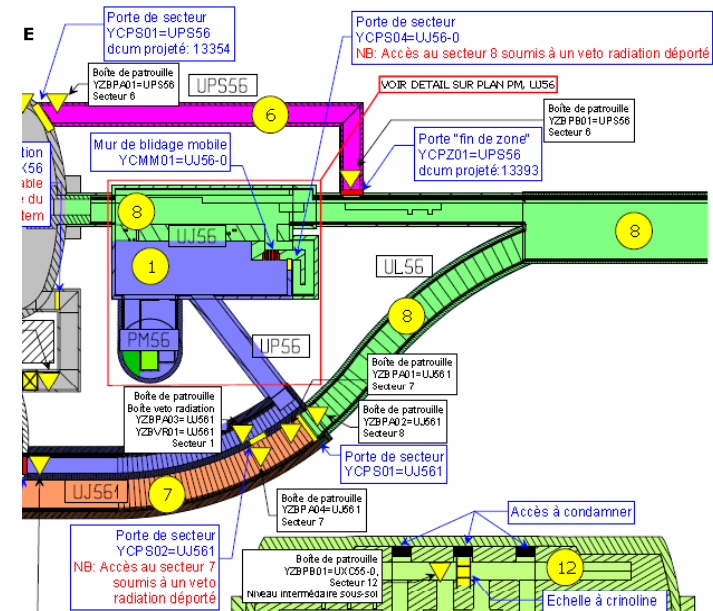 E
Porte de secteur
YCPS01=UPS56
dcum projeté: 13354
Boîte de patrouille
YZBPA01=UPS56
Secteur 6
UPS56
6
Porte de secteur
YCPS04=UJ56-0
NB: Accès au secteur 8 soumis à un veto radiation déporté
VOIR DETAIL SUR PLAN PM, UJ56
Boîte de patrouille
YZBPB01=UPS56
Secteur 6
Mur de blidage mobile
YCMM01=UJ56-0
Porte "fin de zone"
YCPZ01=UPS56
dcum projeté:13393
8
UJ56
1
8
UL56
8
PM56
UP56
Boîte de patrouille
YZBPA01=UJ561
Secteur 7
Boîte de patrouille
Boîte veto radiation
YZBPA03= UJ561
YZBVR01= UJ561
Secteur 1
Boîte de patrouille
YZBPA02=UJ561
Secteur 8
Porte de secteur
YCPS01=UJ561
UJ561
7
Boîte de patrouille
YZBPA04=UJ561
Secteur 7
Porte de secteur
YCPS02=UJ561
NB: Accès au secteur 7
soumis à un veto
radiation déporté
Accès à condamner
Boîte de patrouille
YZBPB01=UXC55-0,
Secteur 12
Niveau intermédaire sous-sol
12
Echelle à crinoline